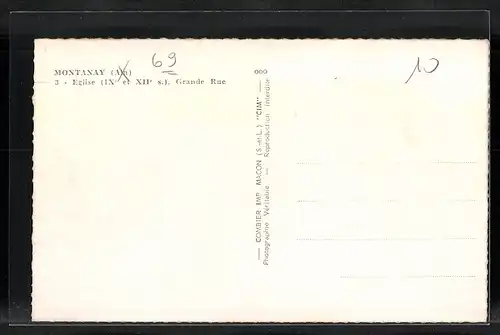 69
MONTANAY (Ain)
3 - Eglise (IXe et XIIe s.), Grande Rue
000
10
— COMBIER IMP. MACON (S.-et-L.) "CIM" —
Photographie Véritable — Reproduction Interdite